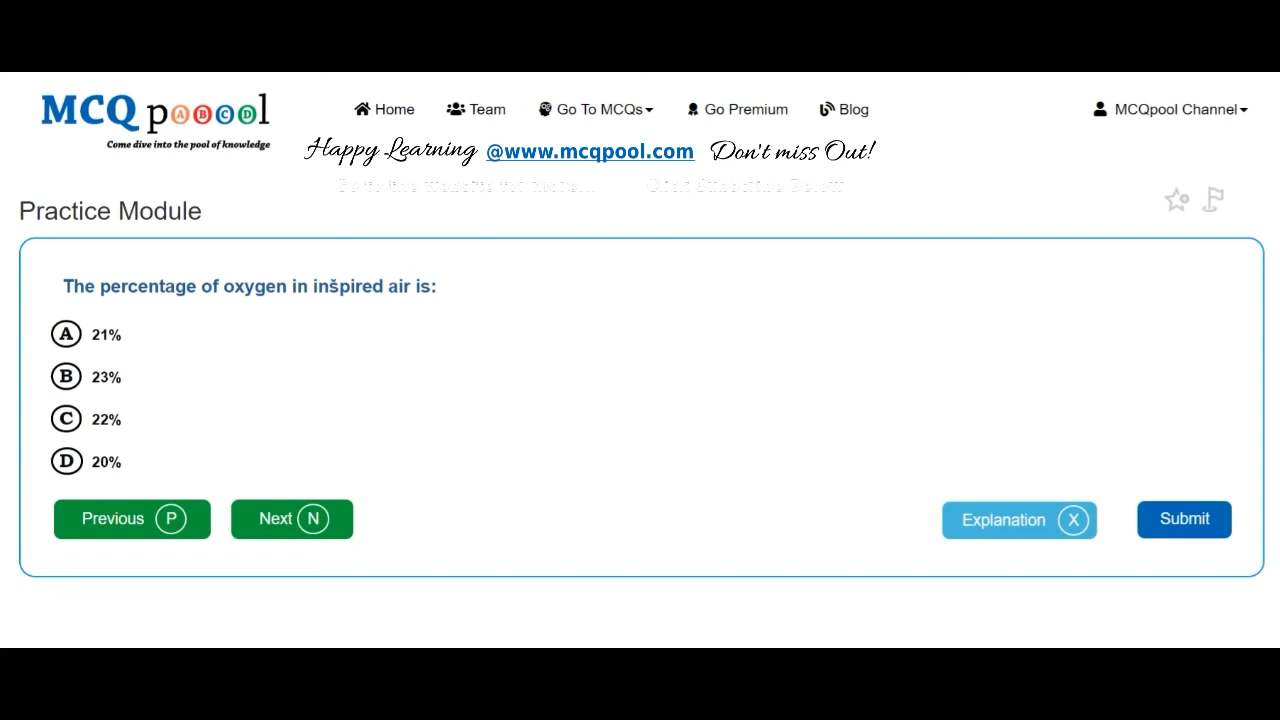 MCQ pABCDl
Come dive into the pool of knowledge
Home Team Go To MCQs Go Premium Blog MCQpool Channel
Happy Learning @www.mcqpool.com Don't miss Out!
Practice Module
The percentage of oxygen in inšpired air is:
A 21%
B 23%
C 22%
D 20%
Previous P Next N Explanation X Submit